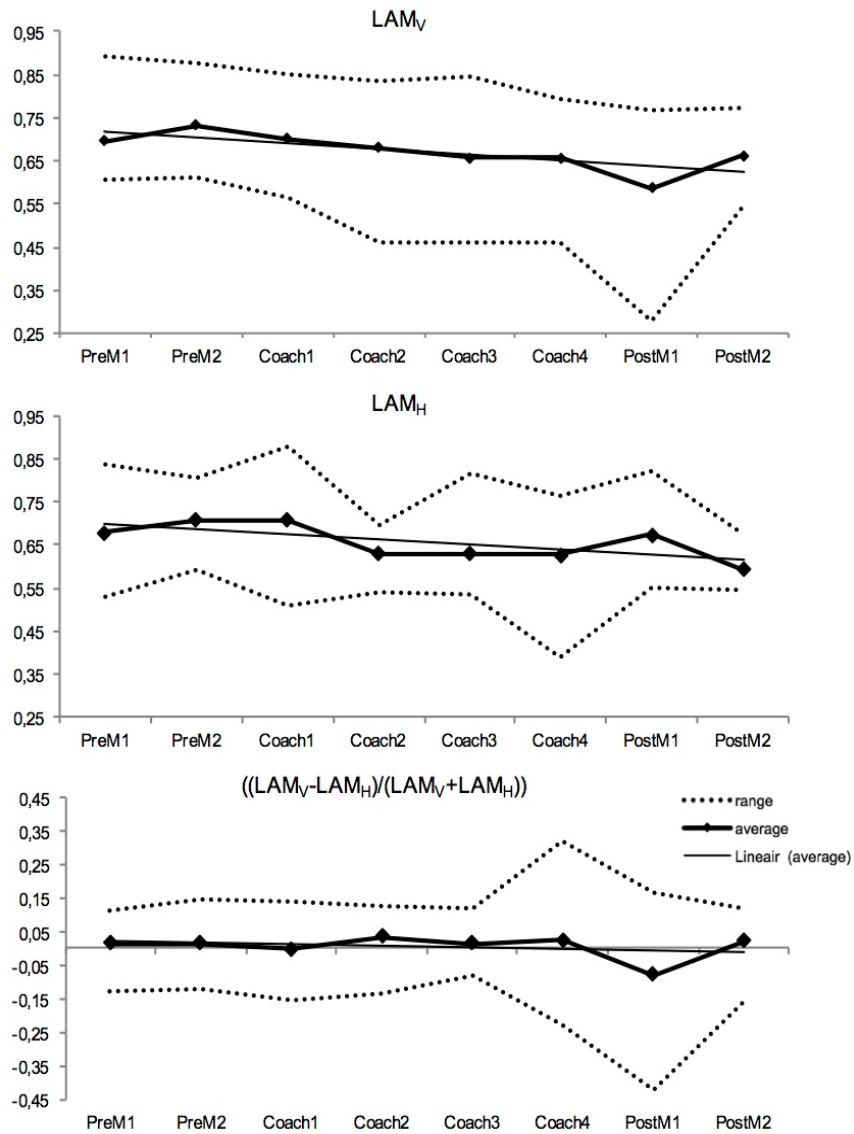 LAMV
0,95
0,85
0,75
0,65
0,55
0,45
0,35
0,25
PreM1 PreM2 Coach1 Coach2 Coach3 Coach4 PostM1 PostM2
LAMH
0,95
0,85
0,75
0,65
0,55
0,45
0,35
0,25
PreM1 PreM2 Coach1 Coach2 Coach3 Coach4 PostM1 PostM2
((LAMV-LAMH)/(LAMV+LAMH))
0,45
0,35
0,25
0,15
0,05
-0,05
-0,15
-0,25
-0,35
-0,45
range
average
Lineair (average)
PreM1 PreM2 Coach1 Coach2 Coach3 Coach4 PostM1 PostM2